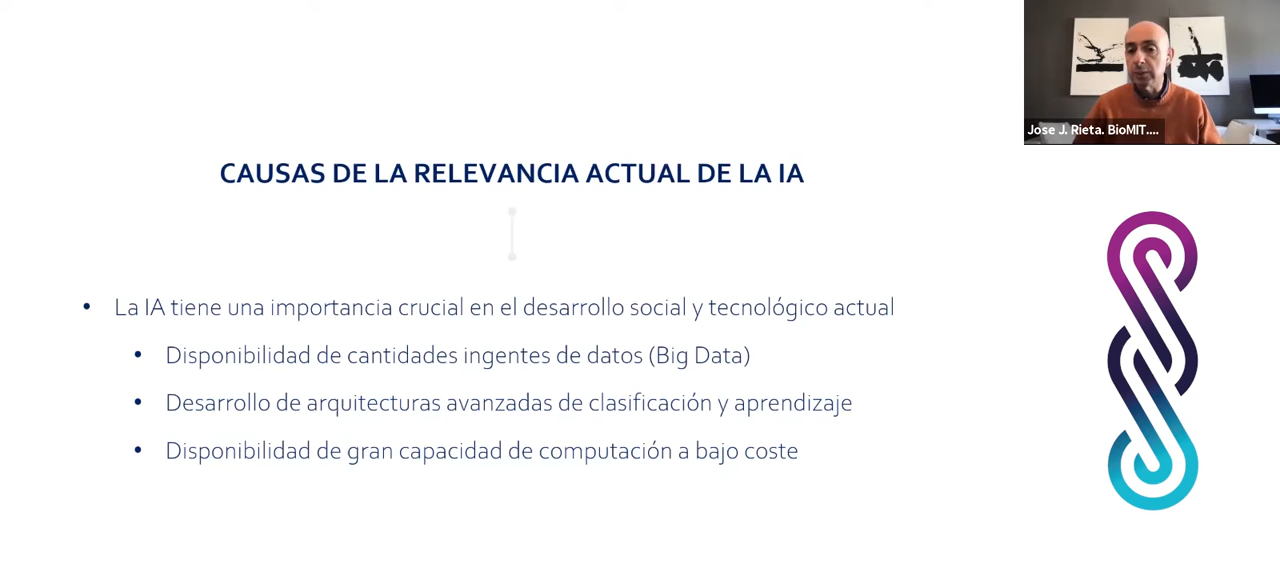 Jose J. Rieta. BioMIT....
CAUSAS DE LA RELEVANCIA ACTUAL DE LA IA
• La IA tiene una importancia crucial en el desarrollo social y tecnológico actual
• Disponibilidad de cantidades ingentes de datos (Big Data)
• Desarrollo de arquitecturas avanzadas de clasificación y aprendizaje
• Disponibilidad de gran capacidad de computación a bajo coste